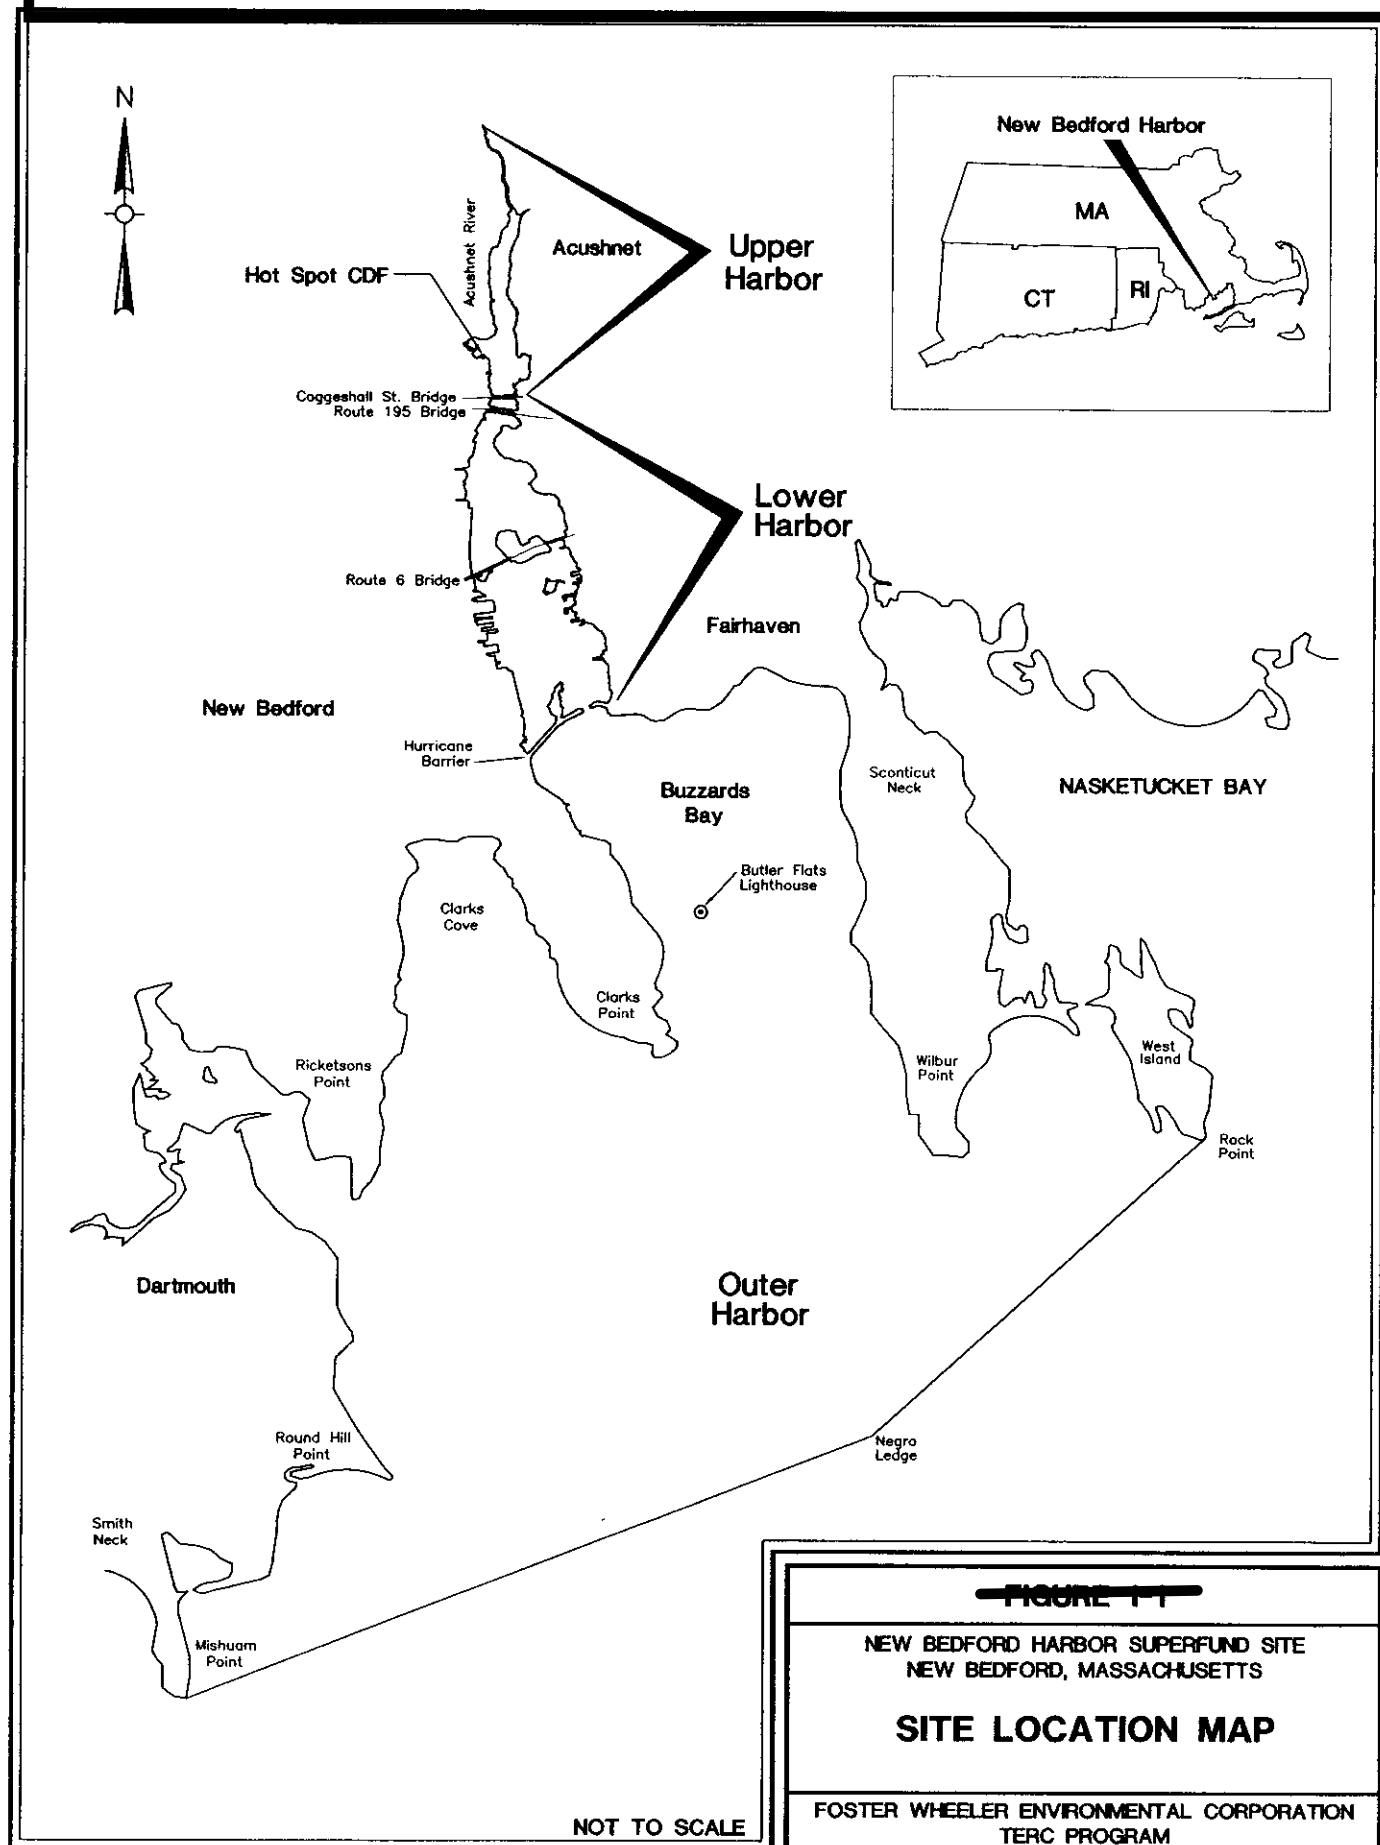 N
New Bedford Harbor
MA
CT
RI
Acushnet River
Acushnet
Upper
Harbor
Hot Spot CDF
Coggeshall St. Bridge
Route 195 Bridge
Lower
Harbor
Route 6 Bridge
Fairhaven
New Bedford
Hurricane
Barrier
Buzzards
Bay
Sconticut
Neck
NASKETUCKET BAY
Butler Flats
Lighthouse
Clarks
Cove
Clarks
Point
Ricketsons
Point
Wilbur
Point
West
Island
Rock
Point
Dartmouth
Outer
Harbor
Round Hill
Point
Negro
Ledge
Smith
Neck
Mishuam
Point
NOT TO SCALE
FIGURE 1-1
NEW BEDFORD HARBOR SUPERFUND SITE
NEW BEDFORD, MASSACHUSETTS
SITE LOCATION MAP
FOSTER WHEELER ENVIRONMENTAL CORPORATION
TERC PROGRAM